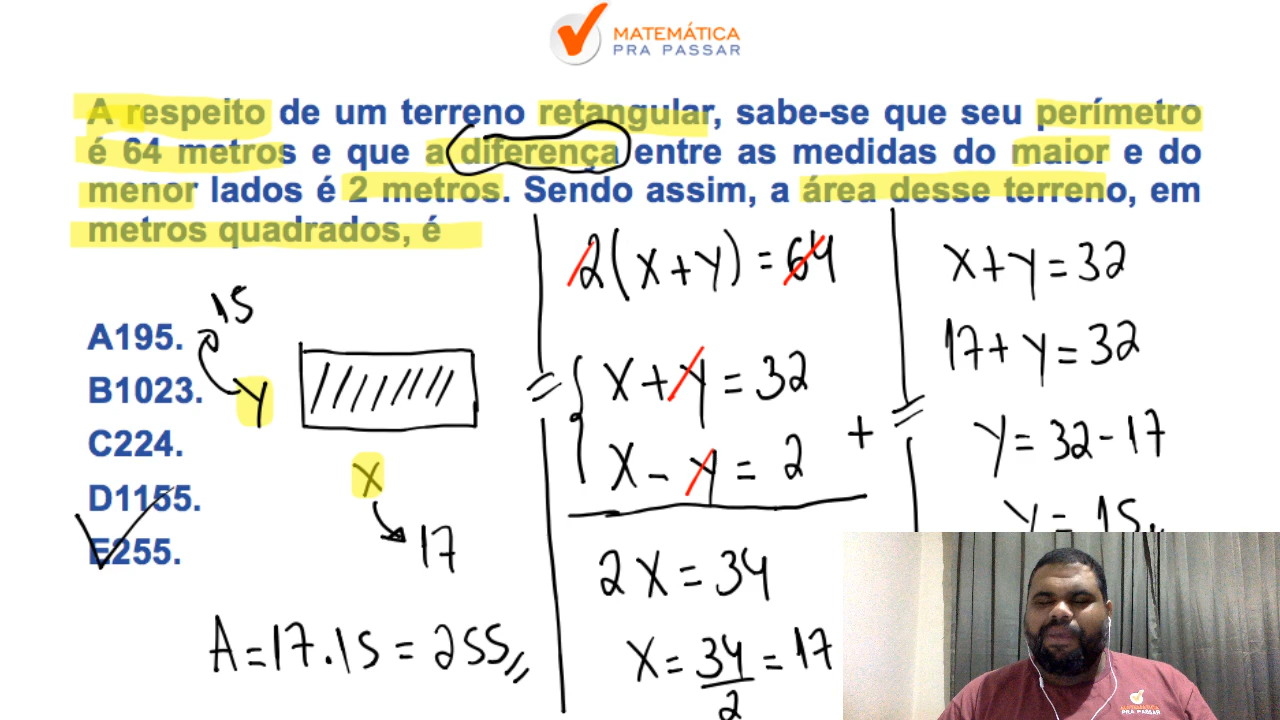 MATEMÁTICA
PRA PASSAR
A respeito de um terreno retangular, sabe-se que seu perímetro
é 64 metros e que a diferença entre as medidas do maior e do
menor lados é 2 metros. Sendo assim, a área desse terreno, em
metros quadrados, é
A195.
B1023.
C224.
D1155.
E255.
15
Y
X
17
A = 17 . 15 = 255
2(X+Y) = 64
X + Y = 32
X - Y = 2
+
2X = 34
X = 34/2 = 17
X + Y = 32
17 + Y = 32
Y = 32 - 17
Y = 15
MATEMÁTICA
PRA PASSAR